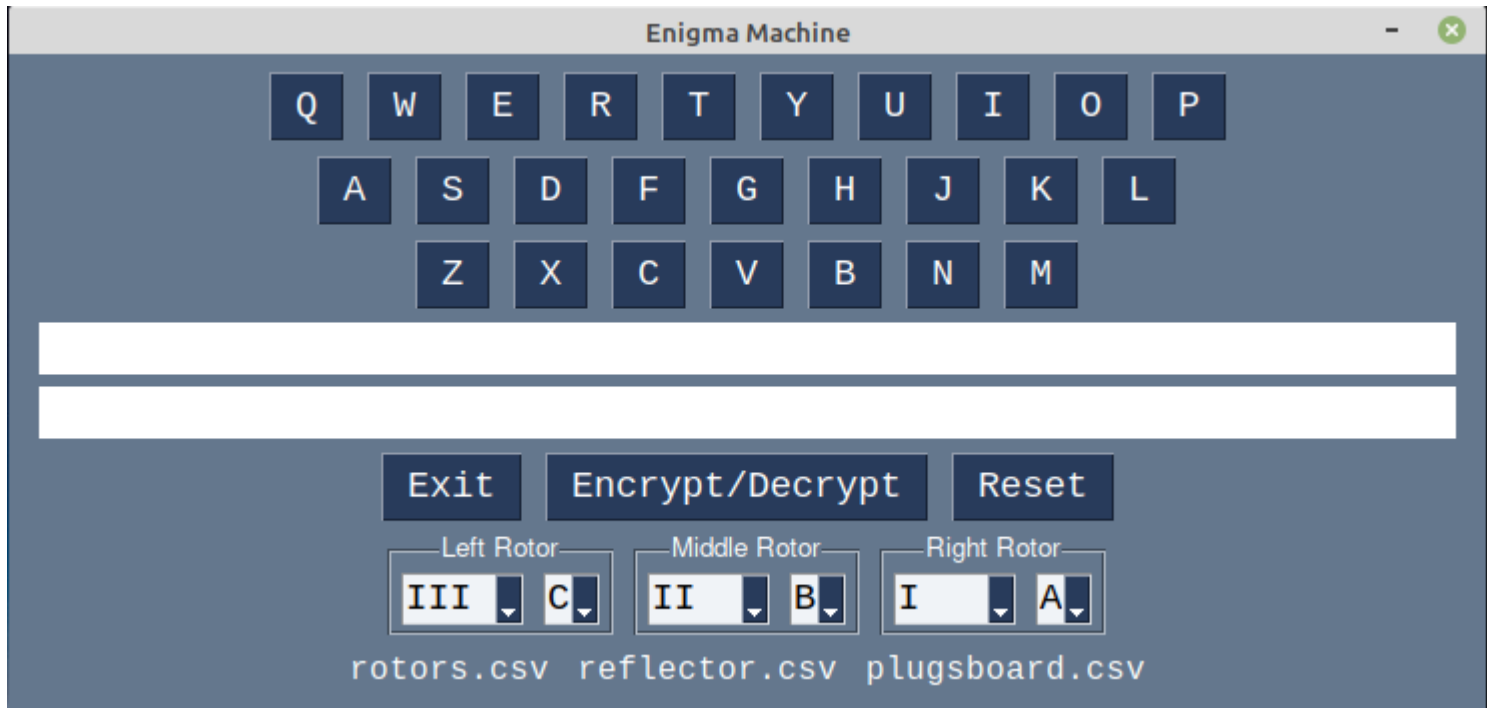 Enigma Machine
Q W E R T Y U I O P
A S D F G H J K L
Z X C V B N M
Exit Encrypt/Decrypt Reset
Left Rotor Middle Rotor Right Rotor
III C II B I A
rotors.csv reflector.csv plugsboard.csv